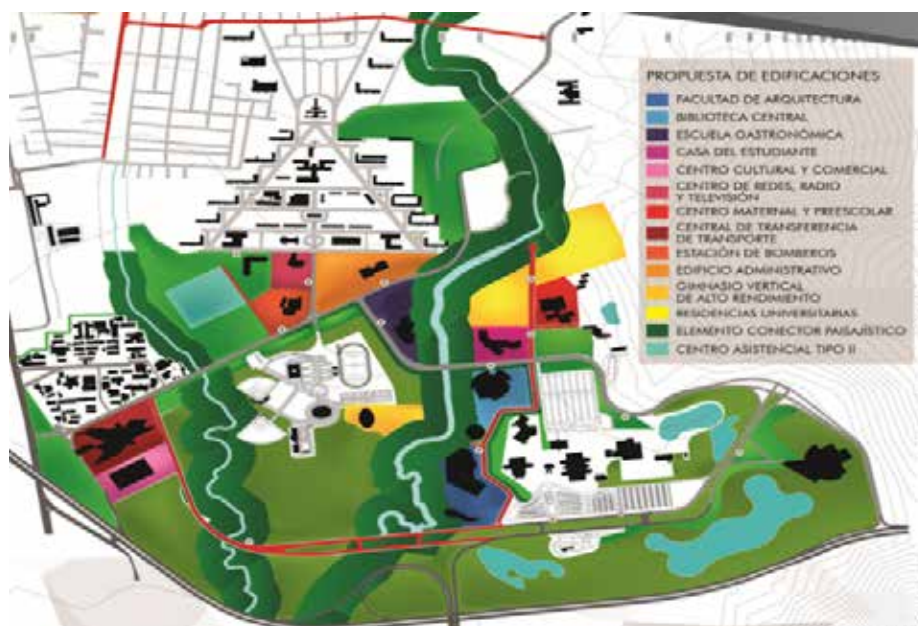 PROPUESTA DE EDIFICACIONES
FACULTAD DE ARQUITECTURA
BIBLIOTECA CENTRAL
ESCUELA GASTRONÓMICA
CASA DEL ESTUDIANTE
CENTRO CULTURAL Y COMERCIAL
CENTRO DE REDES, RADIO
Y TELEVISIÓN
CENTRO MATERNAL Y PREESCOLAR
CENTRAL DE TRANSFERENCIA
DE TRANSPORTE
ESTACIÓN DE BOMBEROS
EDIFICIO ADMINISTRATIVO
GIMNASIO VERTICAL
DE ALTO RENDIMIENTO
RESIDENCIAS UNIVERSITARIAS
ELEMENTO CONECTOR PAISAJÍSTICO
CENTRO ASISTENCIAL TIPO II